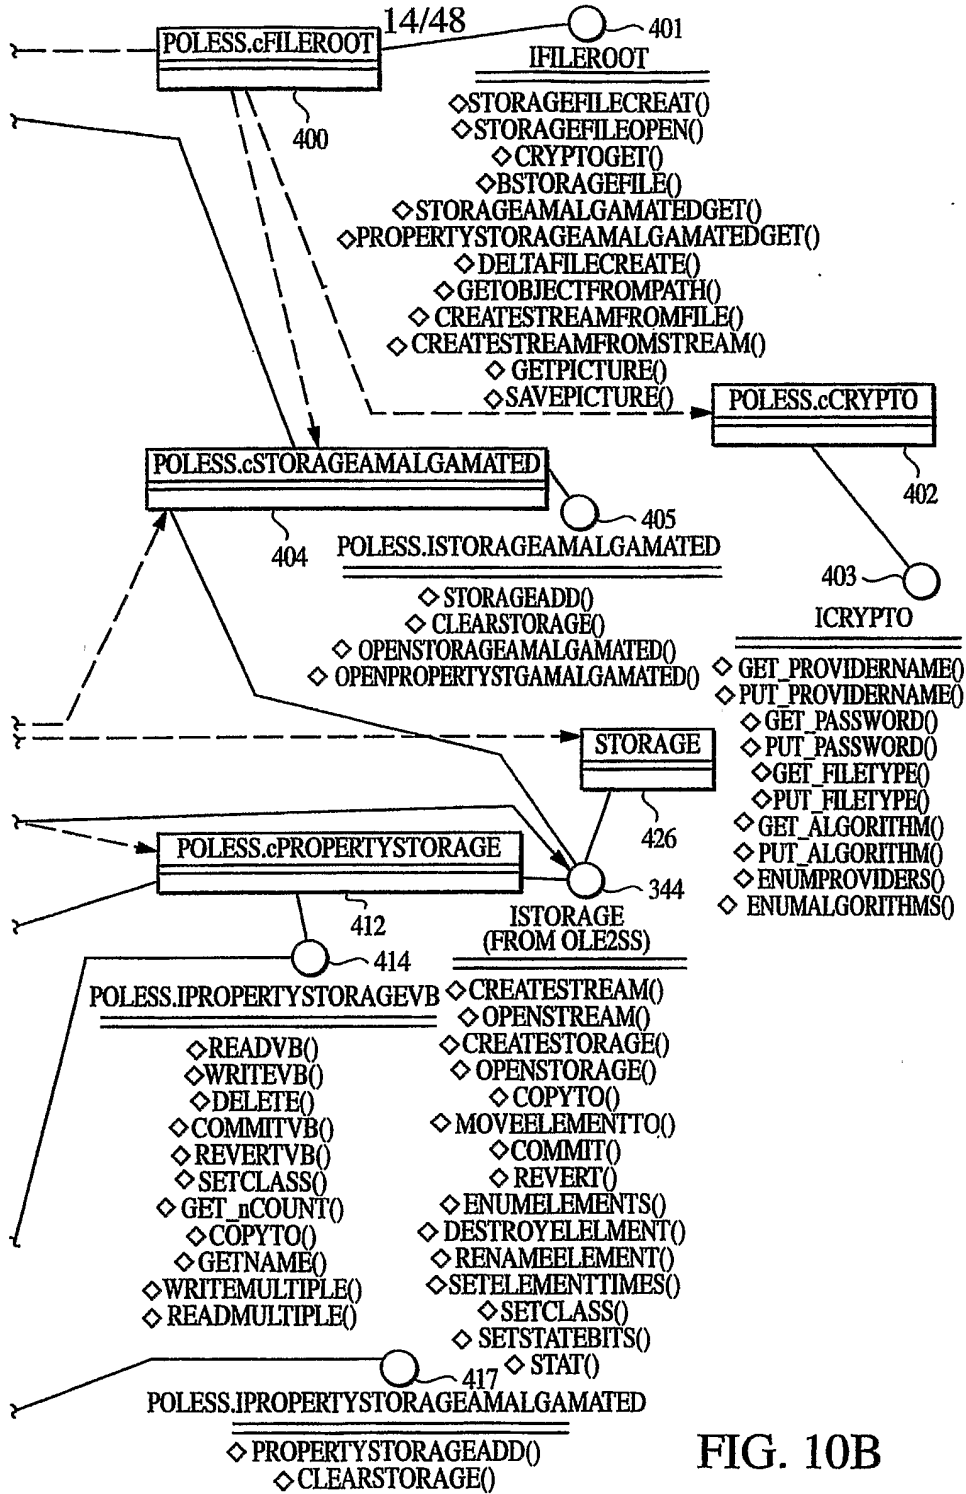 14/48
POLESS.cFILEROOT
400
401
IFILEROOT
◇STORAGEFILECREAT()
◇STORAGEFILEOPEN()
◇CRYPTOGET()
◇BSTORAGEFILE()
◇STORAGEAMALGAMATEDGET()
◇PROPERTYSTORAGEAMALGAMATEDGET()
◇DELTAFILECREATE()
◇GETOBJECTFROMPATH()
◇CREATESTREAMFROMFILE()
◇CREATESTREAMFROMSTREAM()
◇GETPICTURE()
◇SAVEPICTURE()
POLESS.cCRYPTO
402
403
ICRYPTO
◇GET_PROVIDERNAME()
◇PUT_PROVIDERNAME()
◇GET_PASSWORD()
◇PUT_PASSWORD()
◇GET_FILETYPE()
◇PUT_FILETYPE()
◇GET_ALGORITHM()
◇PUT_ALGORITHM()
◇ENUMPROVIDERS()
◇ENUMALGORITHMS()
POLESS.cSTORAGEAMALGAMATED
404
405
POLESS.ISTORAGEAMALGAMATED
◇STORAGEADD()
◇CLEARSTORAGE()
◇OPENSTORAGEAMALGAMATED()
◇OPENPROPERTYSTGAMALGAMATED()
STORAGE
426
POLESS.cPROPERTYSTORAGE
412
414
POLESS.IPROPERTYSTORAGEVB
◇READVB()
◇WRITEVB()
◇DELETE()
◇COMMITVB()
◇REVERTVB()
◇SETCLASS()
◇GET_nCOUNT()
◇COPYTO()
◇GETNAME()
◇WRITEMULTIPLE()
◇READMULTIPLE()
344
ISTORAGE
(FROM OLE2SS)
◇CREATESTREAM()
◇OPENSTREAM()
◇CREATESTORAGE()
◇OPENSTORAGE()
◇COPYTO()
◇MOVEELEMENTTO()
◇COMMIT()
◇REVERT()
◇ENUMELEMENTS()
◇DESTROYELELMENT()
◇RENAMEELEMENT()
◇SETELEMENTTIMES()
◇SETCLASS()
◇SETSTATEBITS()
◇STAT()
417
POLESS.IPROPERTYSTORAGEAMALGAMATED
◇PROPERTYSTORAGEADD()
◇CLEARSTORAGE()
FIG. 10B